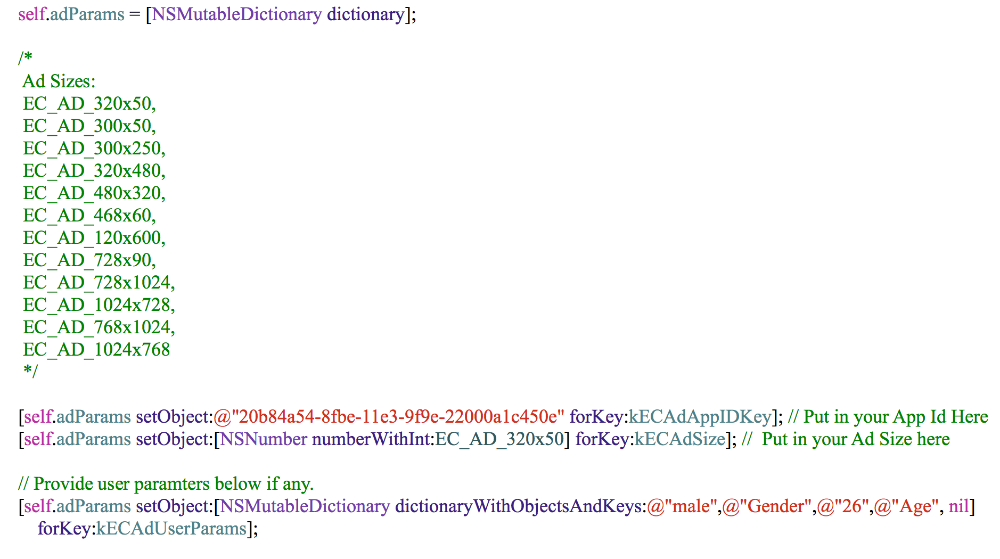 self.adParams = [NSMutableDictionary dictionary];
/*
Ad Sizes:
EC_AD_320x50,
EC_AD_300x50,
EC_AD_300x250,
EC_AD_320x480,
EC_AD_480x320,
EC_AD_468x60,
EC_AD_120x600,
EC_AD_728x90,
EC_AD_728x1024,
EC_AD_1024x728,
EC_AD_768x1024,
EC_AD_1024x768
*/
[self.adParams setObject:@"20b84a54-8fbe-11e3-9f9e-22000a1c450e" forKey:kECAdAppIDKey]; // Put in your App Id Here
[self.adParams setObject:[NSNumber numberWithInt:EC_AD_320x50] forKey:kECAdSize]; //  Put in your Ad Size here
// Provide user paramters below if any.
[self.adParams setObject:[NSMutableDictionary dictionaryWithObjectsAndKeys:@"male",@"Gender",@"26",@"Age", nil]
forKey:kECAdUserParams];